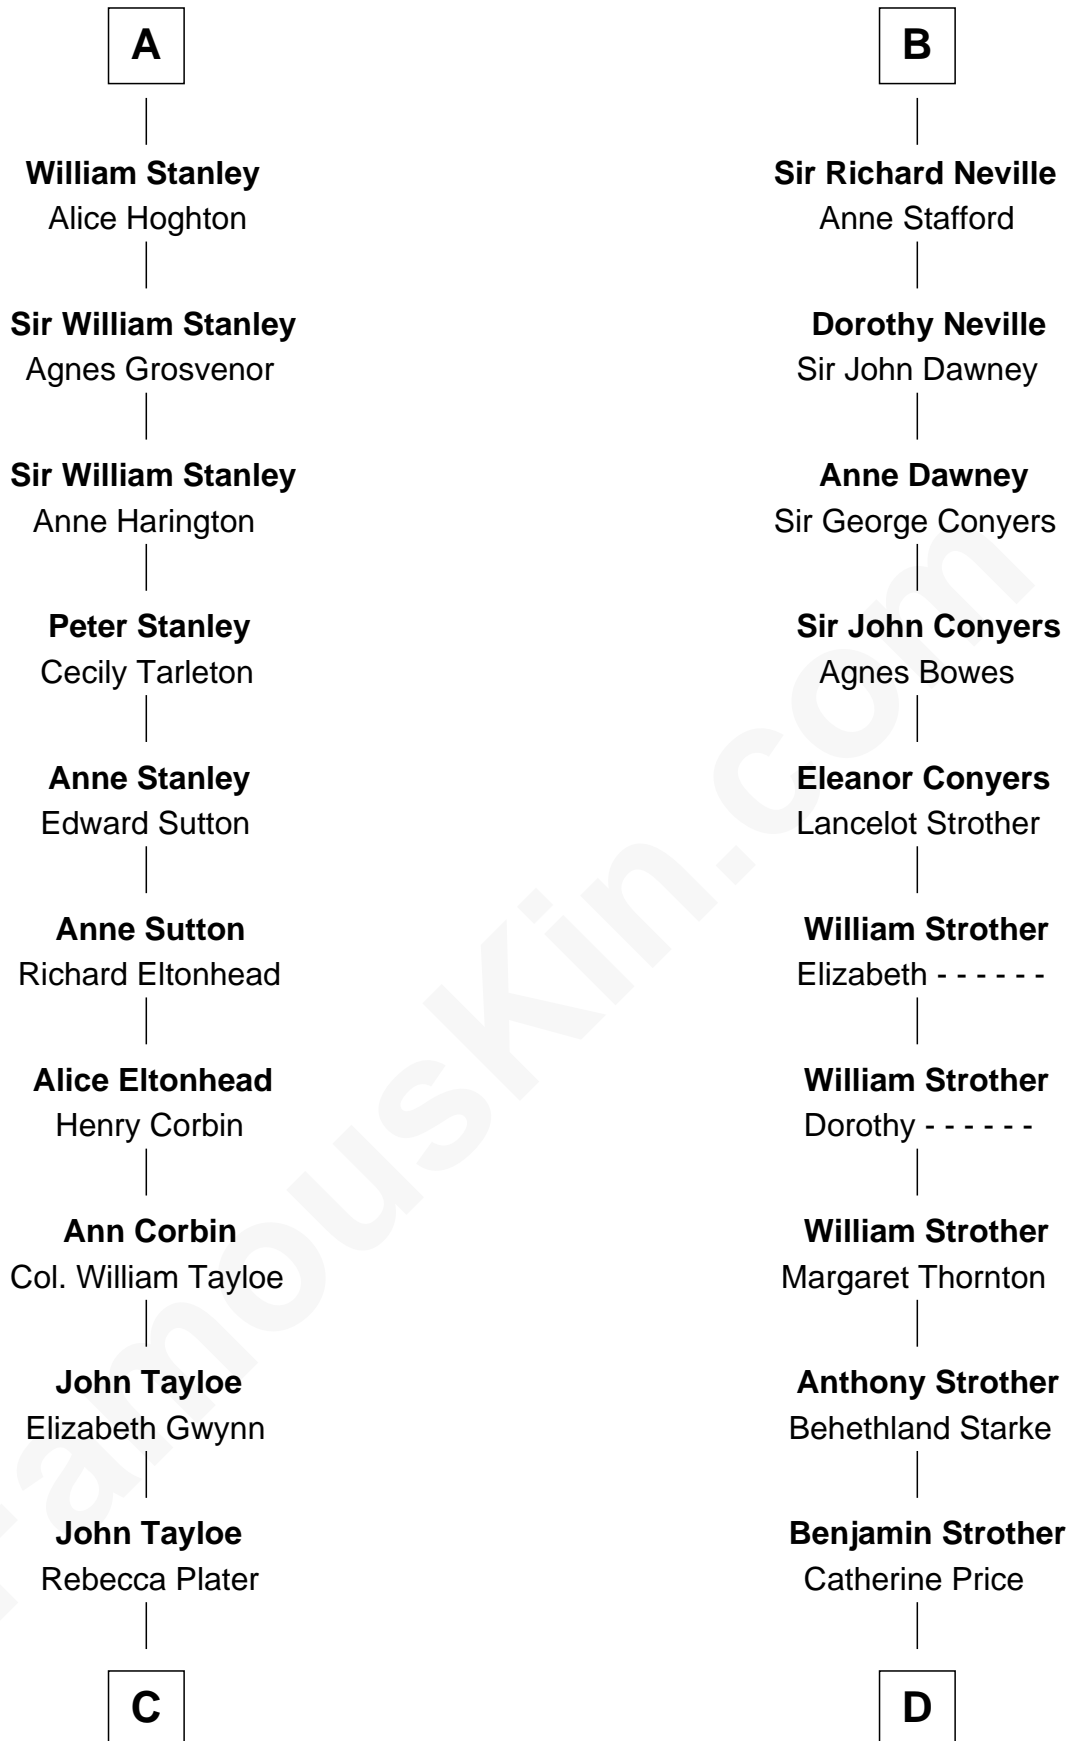 A
William Stanley
Alice Hoghton
Sir William Stanley
Agnes Grosvenor
Sir William Stanley
Anne Harington
Peter Stanley
Cecily Tarleton
Anne Stanley
Edward Sutton
Anne Sutton
Richard Eltonhead
Alice Eltonhead
Henry Corbin
Ann Corbin
Col. William Tayloe
John Tayloe
Elizabeth Gwynn
John Tayloe
Rebecca Plater
C
B
Sir Richard Neville
Anne Stafford
Dorothy Neville
Sir John Dawney
Anne Dawney
Sir George Conyers
Sir John Conyers
Agnes Bowes
Eleanor Conyers
Lancelot Strother
William Strother
Elizabeth - - - - - -
William Strother
Dorothy - - - - - -
William Strother
Margaret Thornton
Anthony Strother
Behethland Starke
Benjamin Strother
Catherine Price
D
FamousKin.com